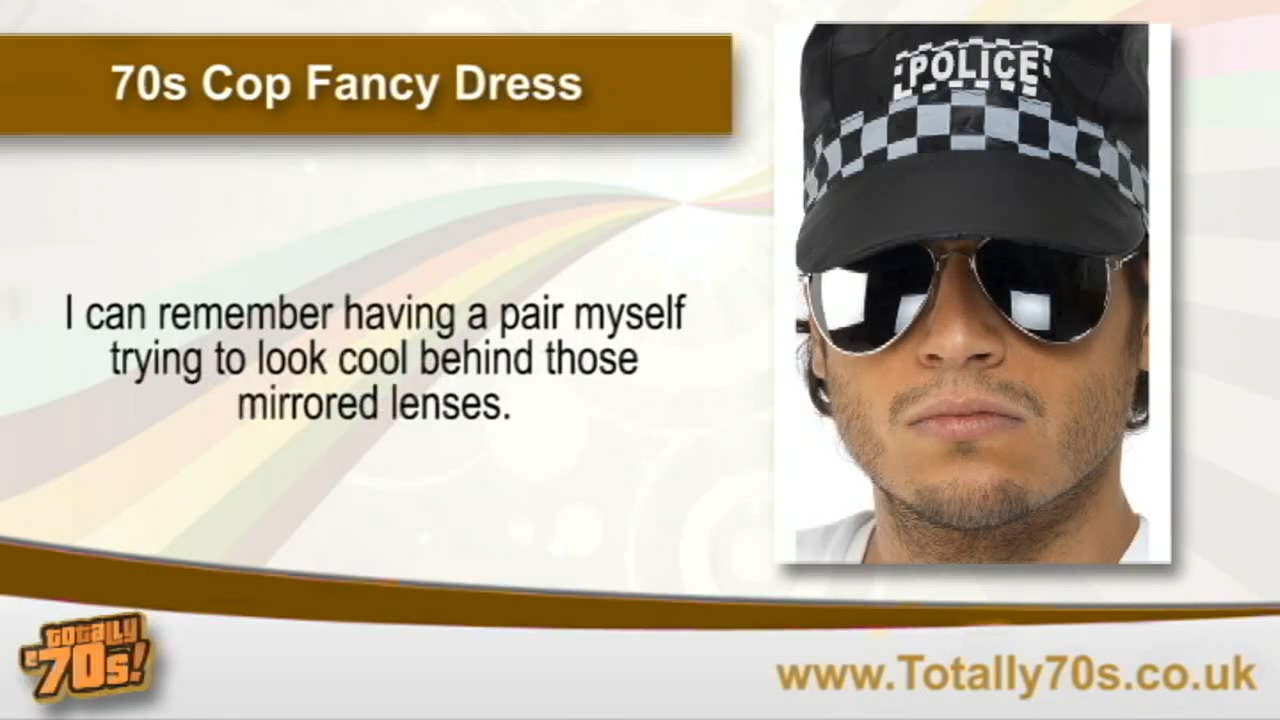 70s Cop Fancy Dress
POLICE
I can remember having a pair myself
trying to look cool behind those
mirrored lenses.
totally
'70s!
www.Totally70s.co.uk